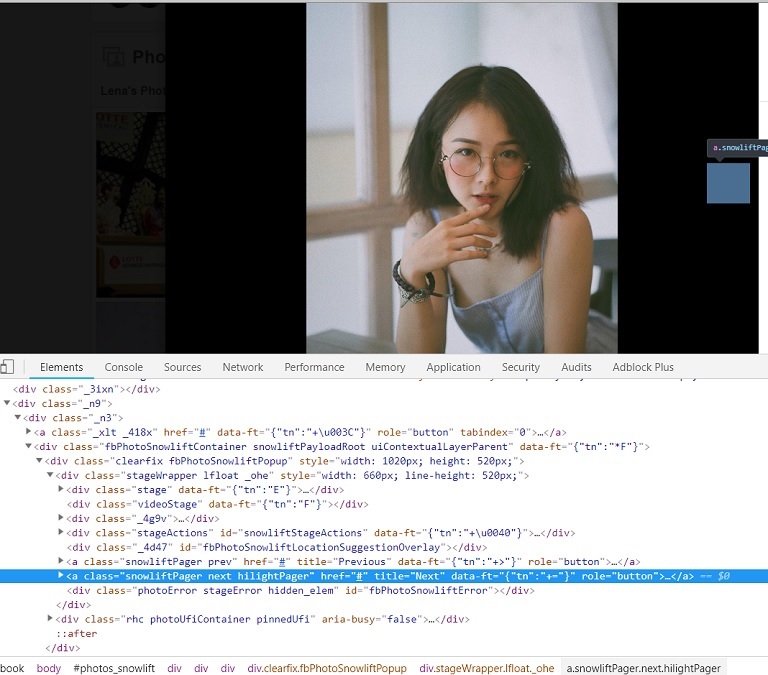 Pho
Lena's Phot
LOTTE
a.snowliftPag
Elements Console Sources Network Performance Memory Application Security Audits Adblock Plus
<div class="_3ixn"></div>
<div class="_n9">
<div class="_n3">
<a class="_xlt _418x" href="#" data-ft="{"tn":"+\u003C"}" role="button" tabindex="0">…</a>
<div class="fbPhotoSnowliftContainer snowliftPayloadRoot uiContextualLayerParent" data-ft="{"tn":"*F"}">
<div class="clearfix fbPhotoSnowliftPopup" style="width: 1020px; height: 520px;">
<div class="stageWrapper lfloat _ohe" style="width: 660px; line-height: 520px;">
<div class="stage" data-ft="{"tn":"E"}">…</div>
<div class="videoStage" data-ft="{"tn":"F"}"></div>
<div class="_4g9v">…</div>
<div class="stageActions" id="snowliftStageActions" data-ft="{"tn":"+\u0040"}">…</div>
<div class="_4d47" id="fbPhotoSnowliftLocationSuggestionOverlay"></div>
<a class="snowliftPager prev" href="#" title="Previous" data-ft="{"tn":"+>"}" role="button">…</a>
<a class="snowliftPager next hilightPager" href="#" title="Next" data-ft="{"tn":"+="}" role="button">…</a> == $0
<div class="photoError stageError hidden_elem" id="fbPhotoSnowliftError"></div>
</div>
<div class="rhc photoUfiContainer pinnedUfi" aria-busy="false">…</div>
::after
</div>
book body #photos_snowlift div div div div.clearfix.fbPhotoSnowliftPopup div.stageWrapper.lfloat._ohe a.snowliftPager.next.hilightPager